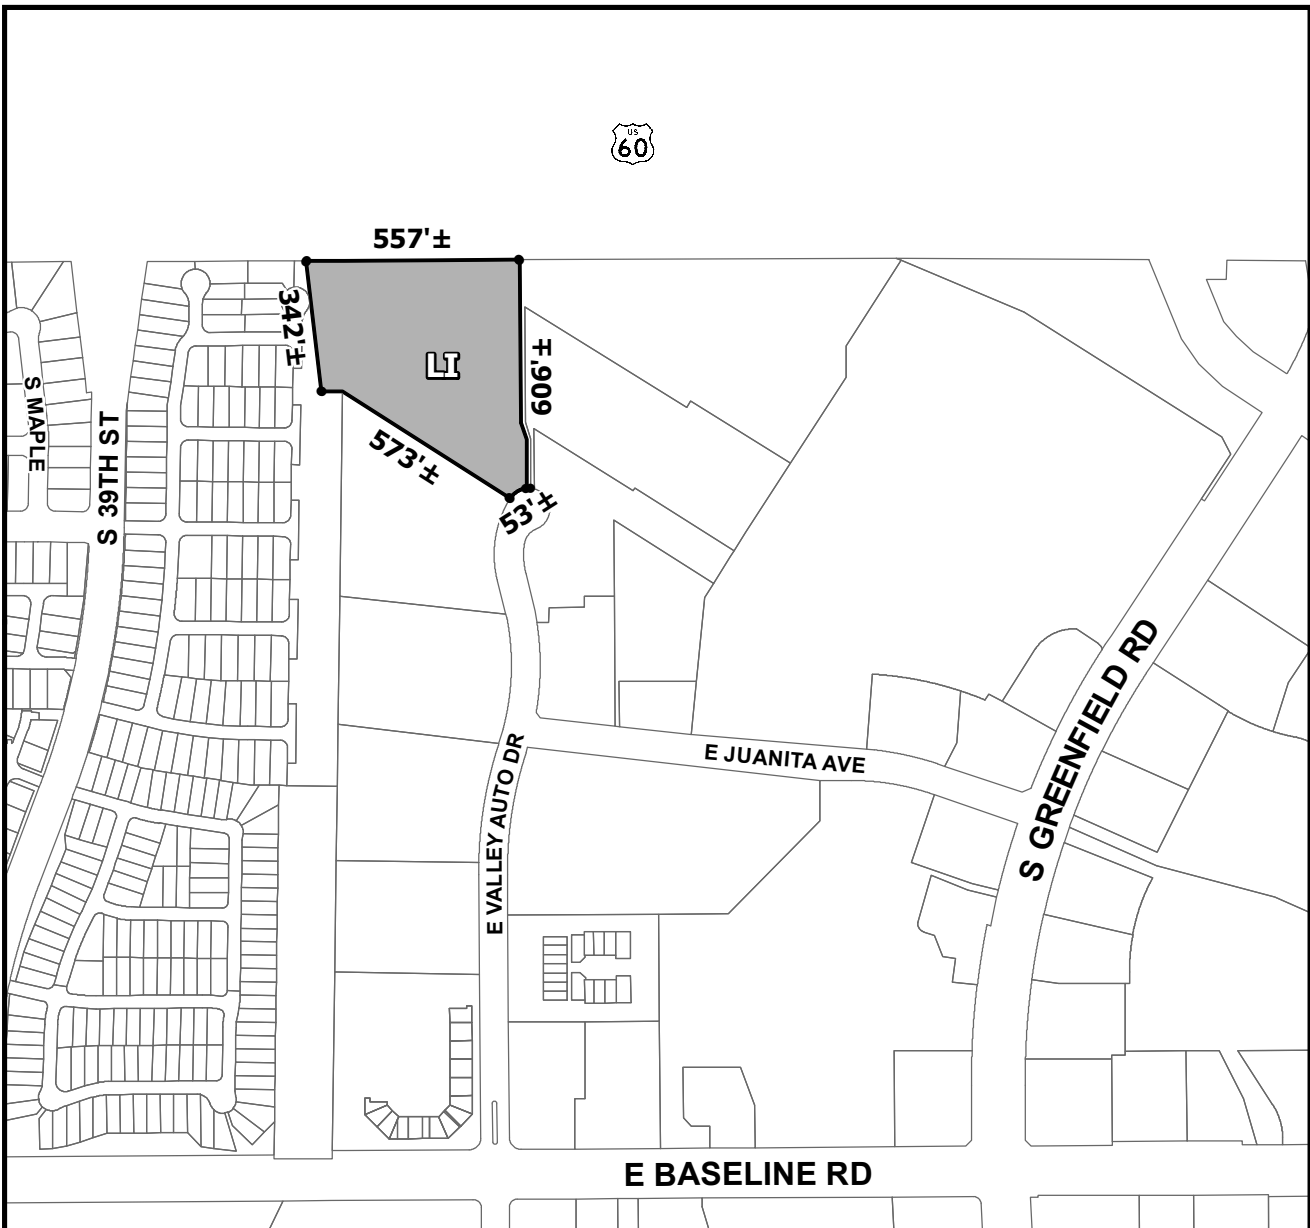 US
60
557'±
342'±
LI
609'±
573'±
53'±
S MAPLE
S 39TH ST
S GREENFIELD RD
E JUANITA AVE
E VALLEY AUTO DR
E BASELINE RD